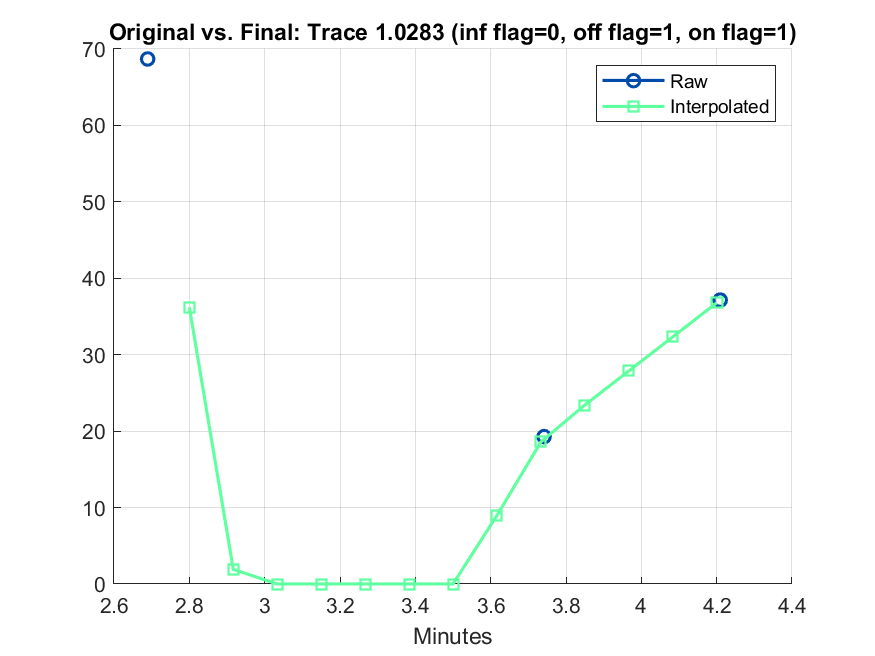 Original vs. Final: Trace 1.0283 (inf flag=0, off flag=1, on flag=1)
70
60
50
40
30
20
10
0
Raw
Interpolated
2.6 2.8 3 3.2 3.4 3.6 3.8 4 4.2 4.4
Minutes